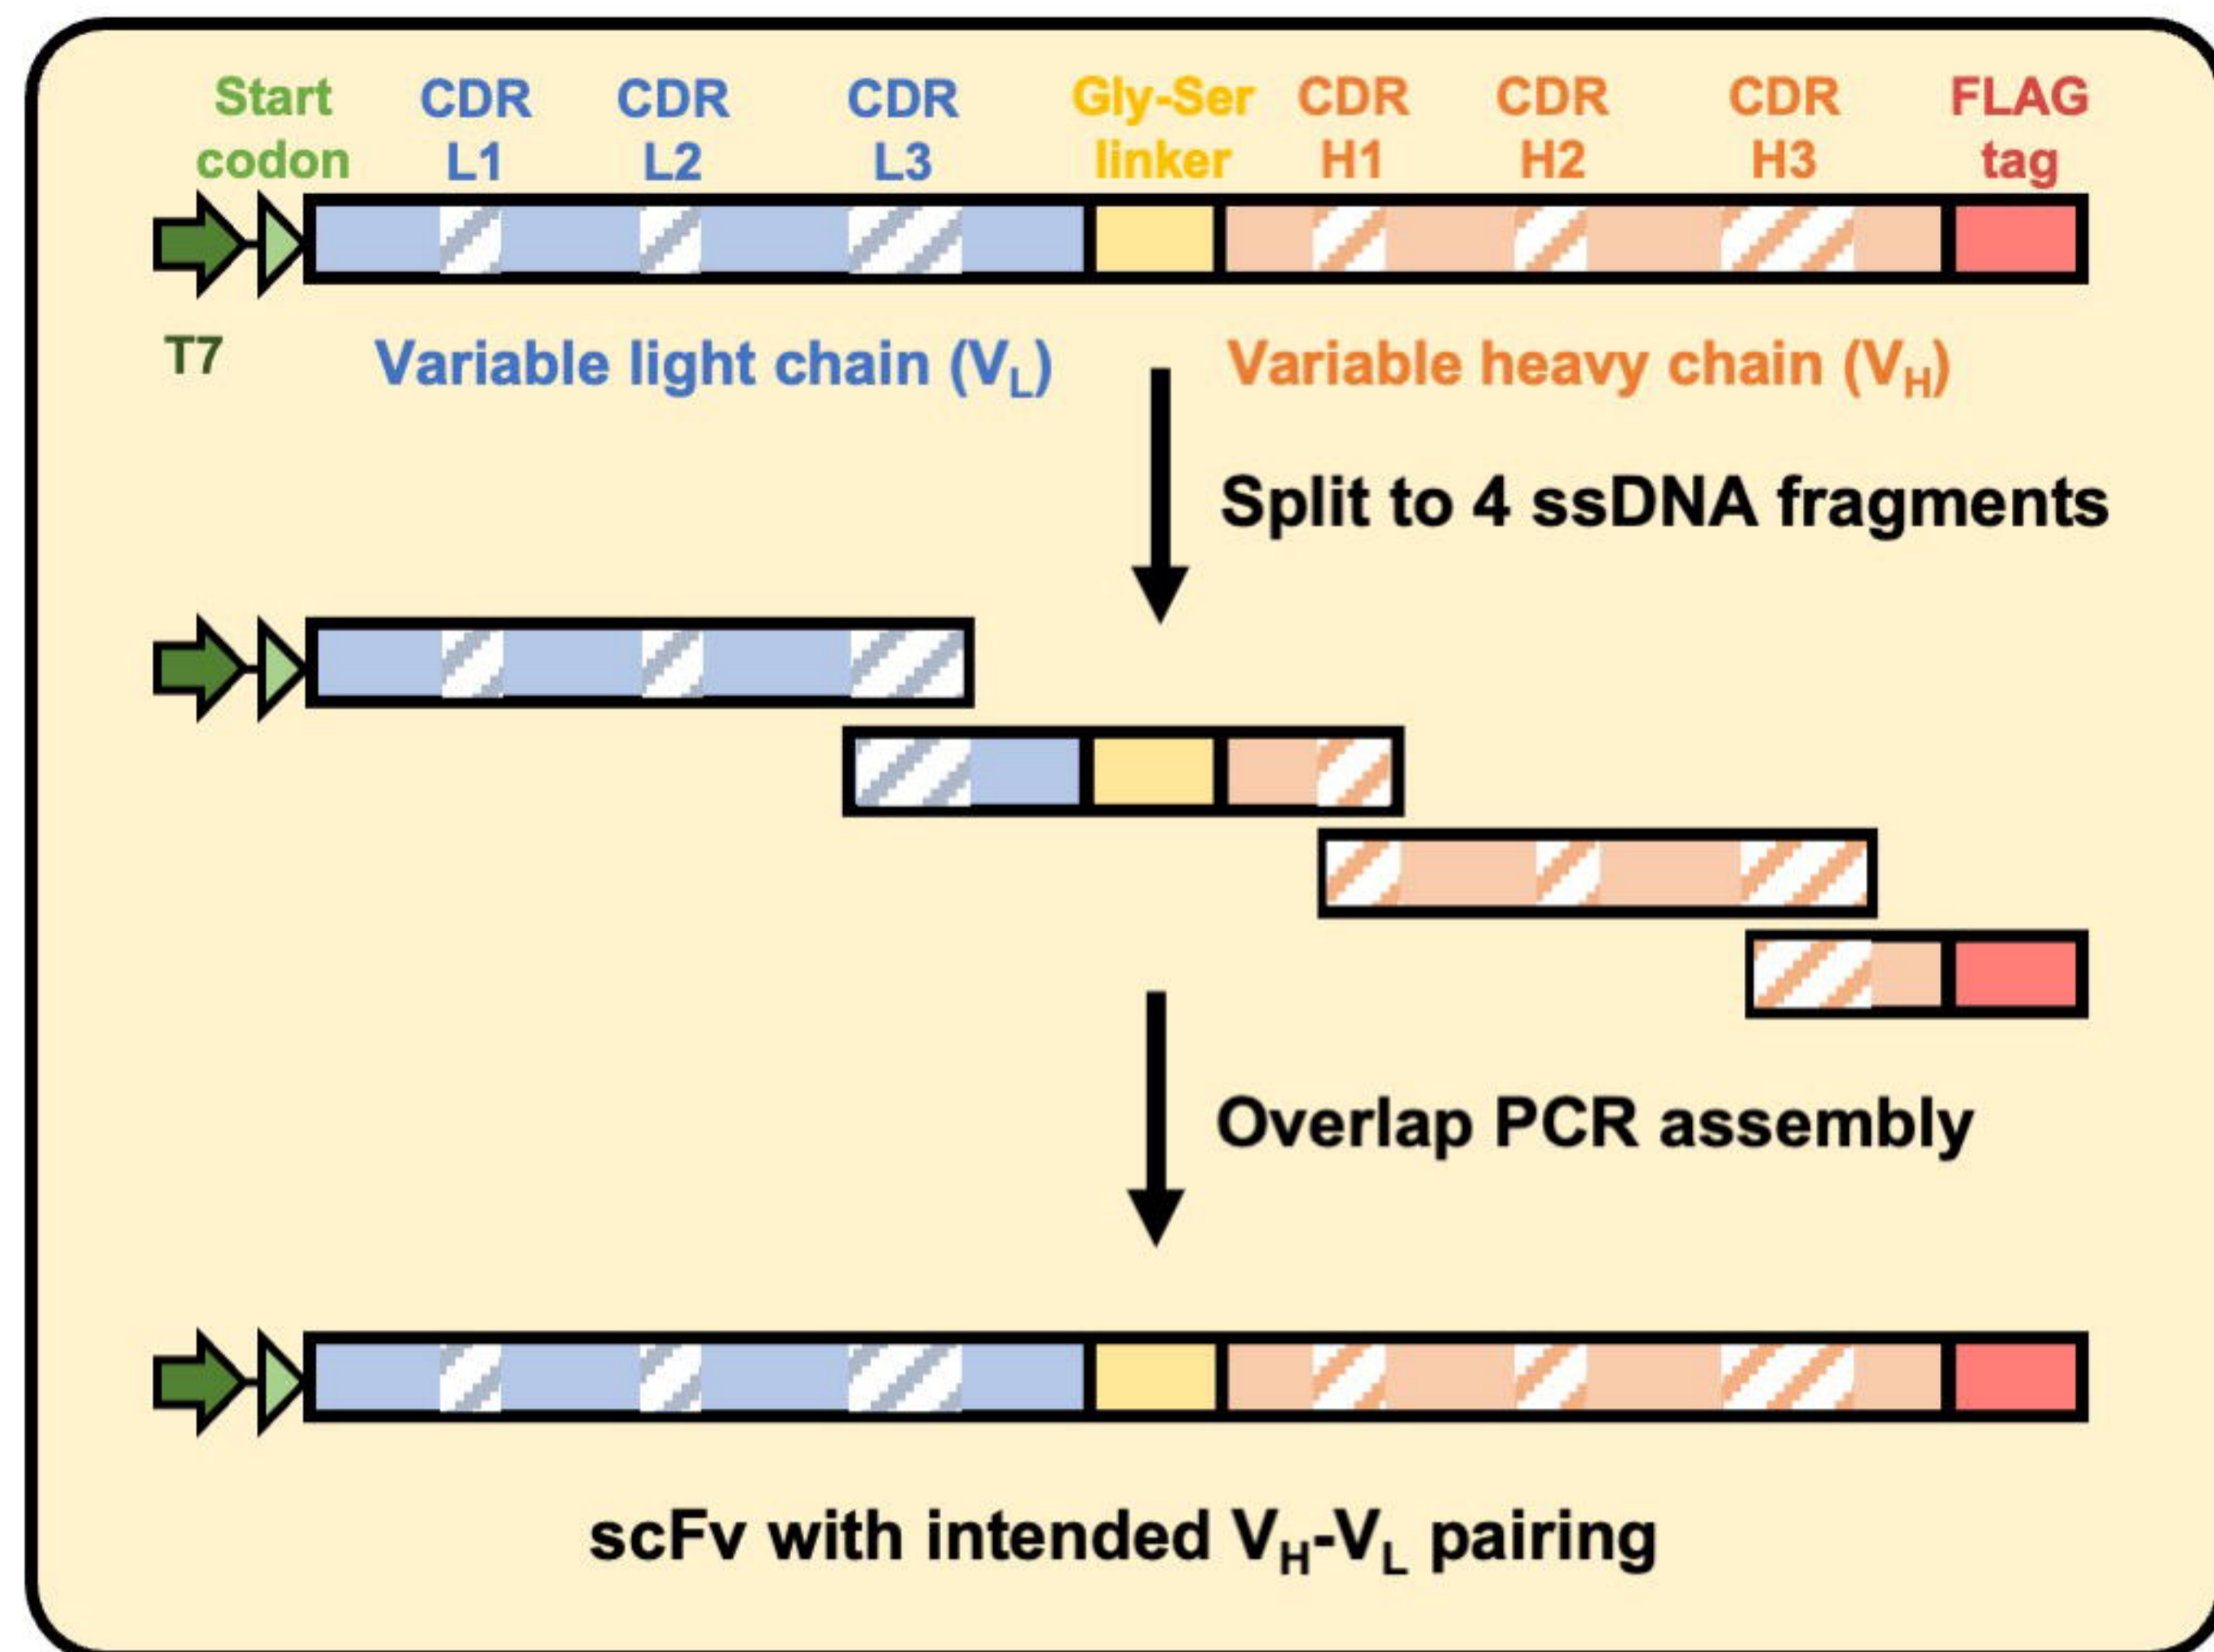 Start codon
CDR L1
CDR L2
CDR L3
Gly-Ser linker
CDR H1
CDR H2
CDR H3
FLAG tag
T7
Variable light chain (VL)
Variable heavy chain (VH)
Split to 4 ssDNA fragments
Overlap PCR assembly
scFv with intended VH-VL pairing